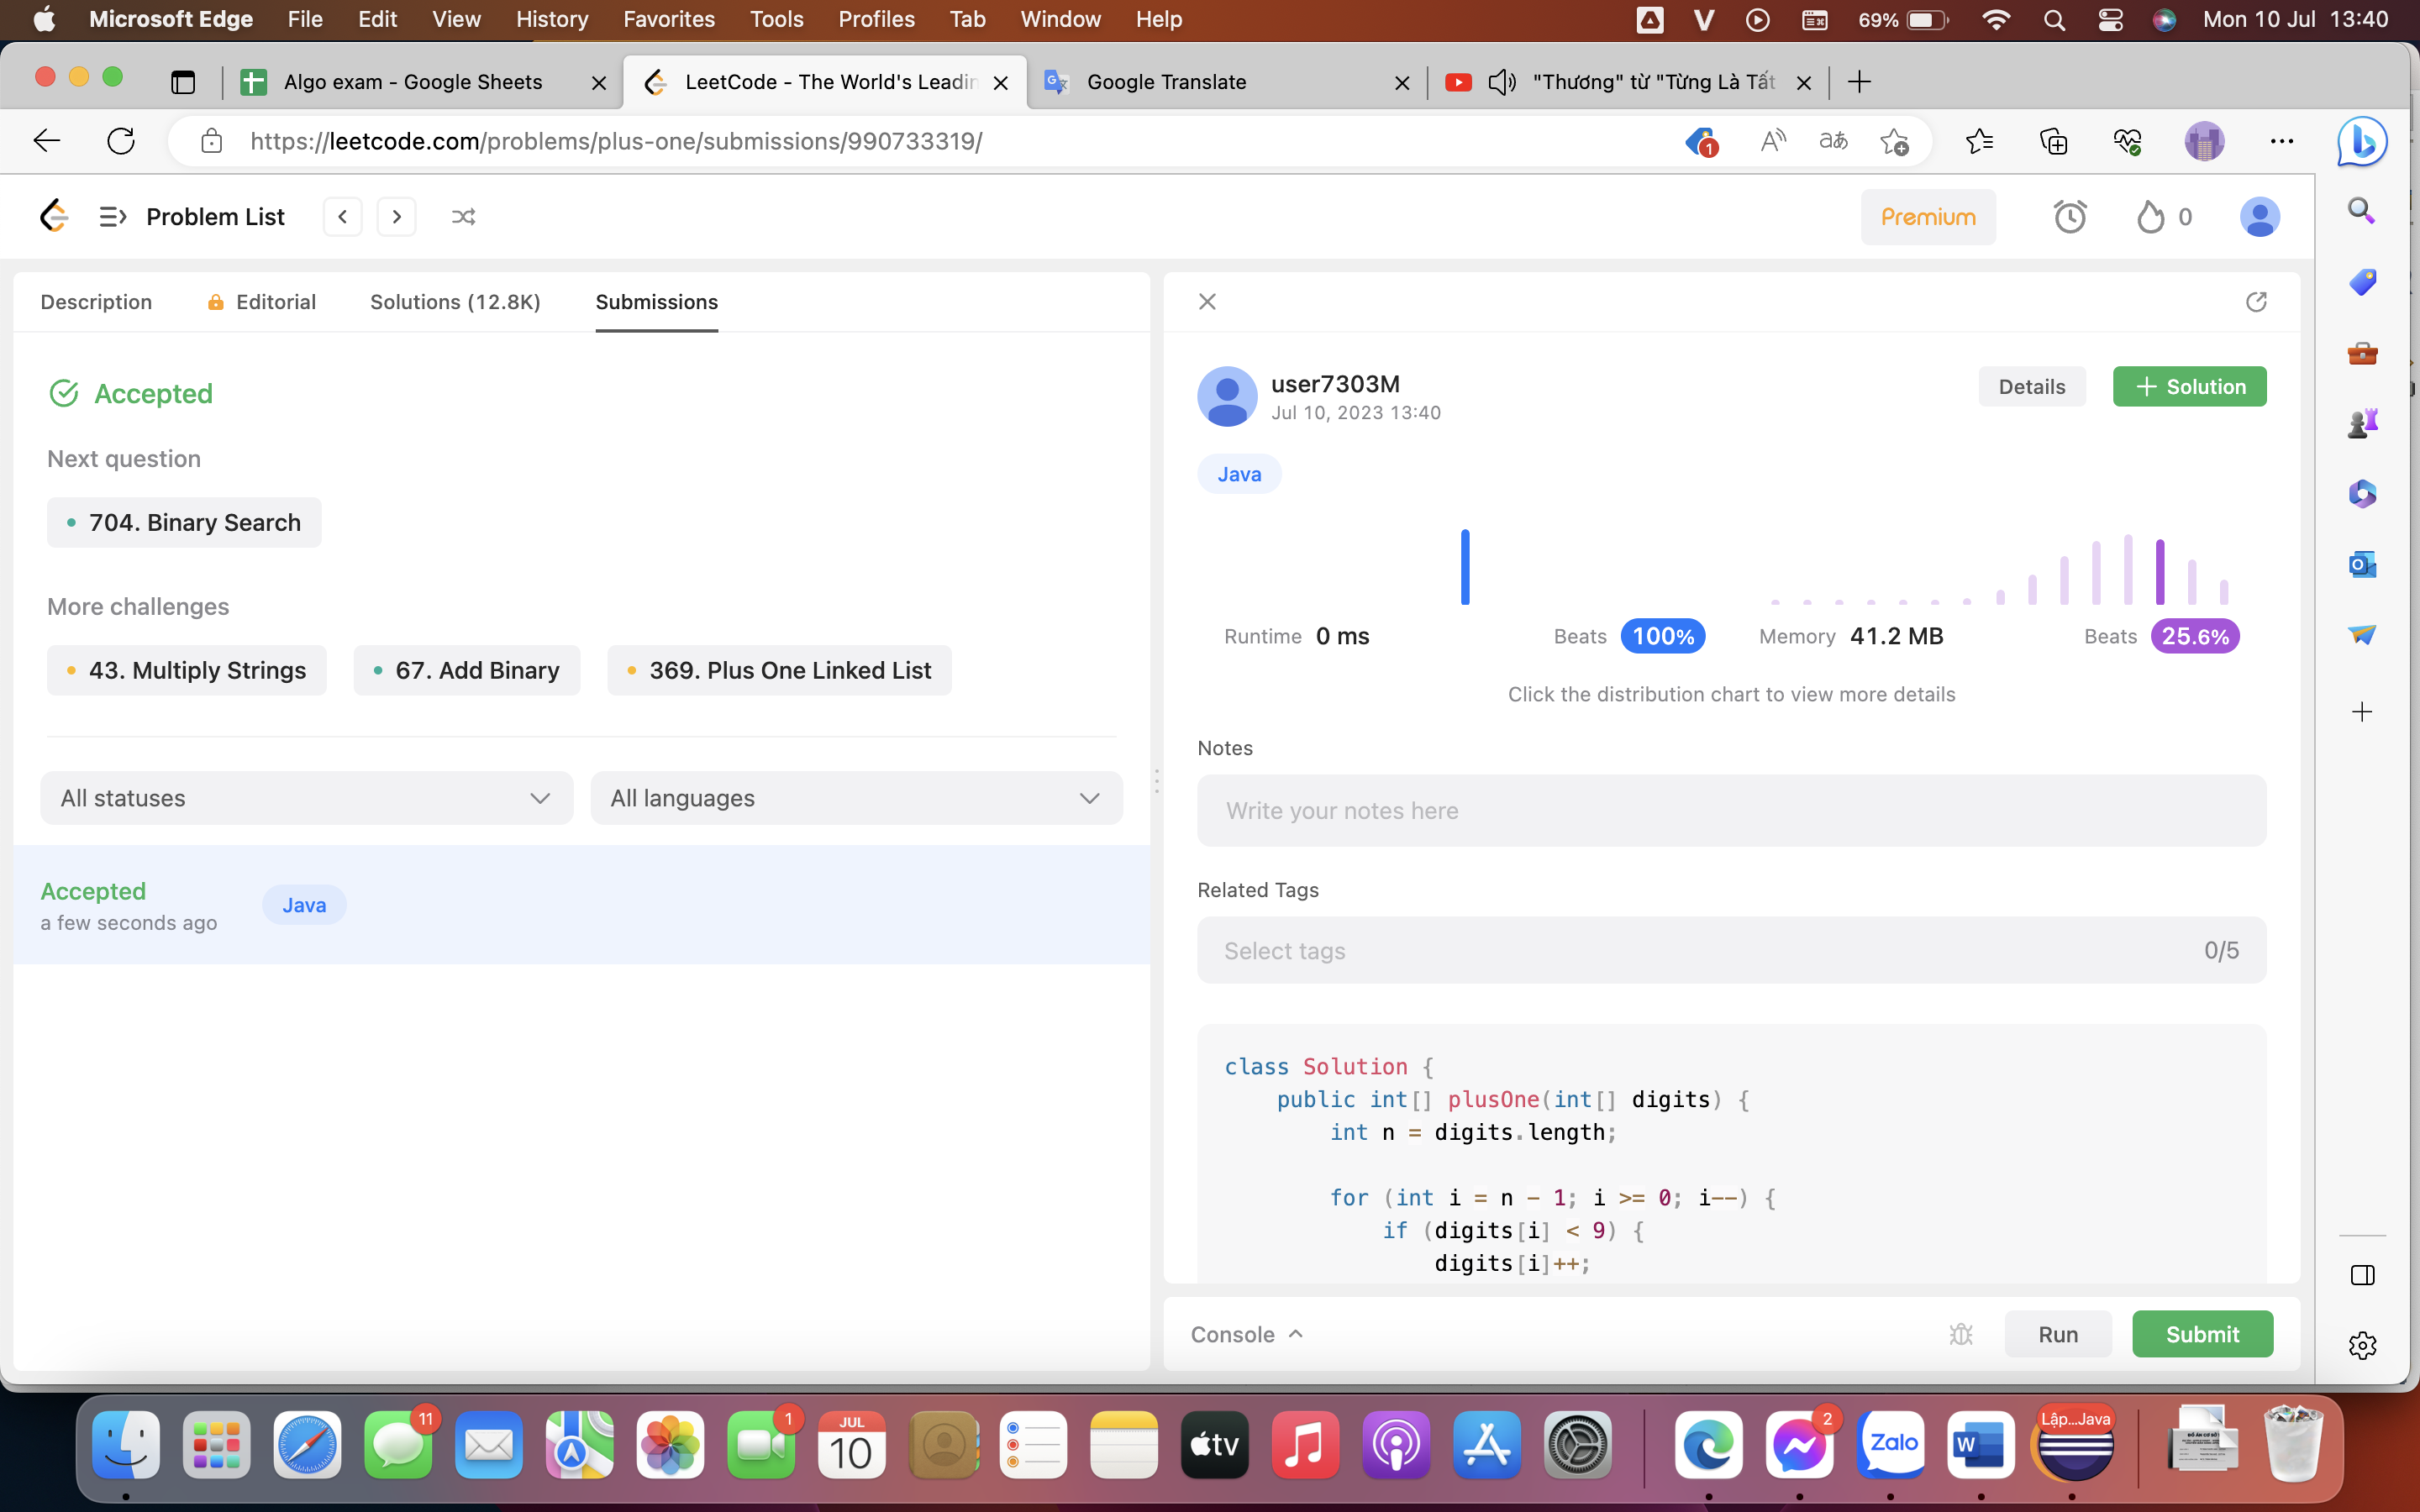 Microsoft Edge File Edit View History Favorites Tools Profiles Tab Window Help 69% Mon 10 Jul 13:40
Algo exam - Google Sheets LeetCode - The World's Leadin Google Translate "Thương" từ "Từng Là Tất
https://leetcode.com/problems/plus-one/submissions/990733319/ 1
Problem List Premium 0
Description Editorial Solutions (12.8K) Submissions
Accepted
Next question
704. Binary Search
More challenges
43. Multiply Strings 67. Add Binary 369. Plus One Linked List
All statuses All languages
Accepted
a few seconds ago
Java
user7303M
Jul 10, 2023 13:40
Details + Solution
Java
Runtime 0 ms Beats 100% Memory 41.2 MB Beats 25.6%
Click the distribution chart to view more details
Notes
Write your notes here
Related Tags
Select tags 0/5
class Solution {
public int[] plusOne(int[] digits) {
int n = digits.length;
for (int i = n - 1; i >= 0; i--) {
if (digits[i] < 9) {
digits[i]++;
Console Run Submit
11 1 JUL 10 tv 2 Zalo W Lập...Java